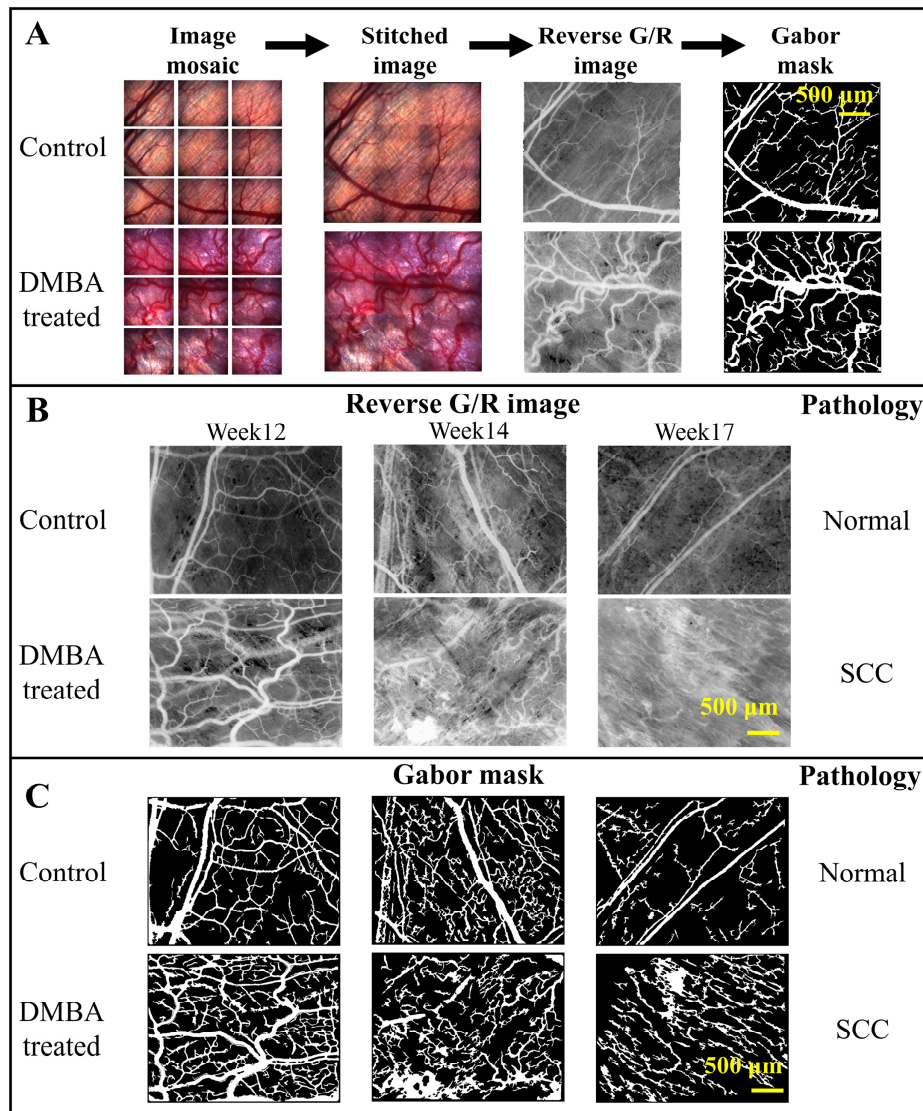 A
Image mosaic
Stitched image
Reverse G/R image
Gabor mask
Control
500 µm
DMBA treated
B
Reverse G/R image
Pathology
Week12
Week14
Week17
Control
Normal
DMBA treated
SCC
500 µm
C
Gabor mask
Pathology
Control
Normal
DMBA treated
SCC
500 µm